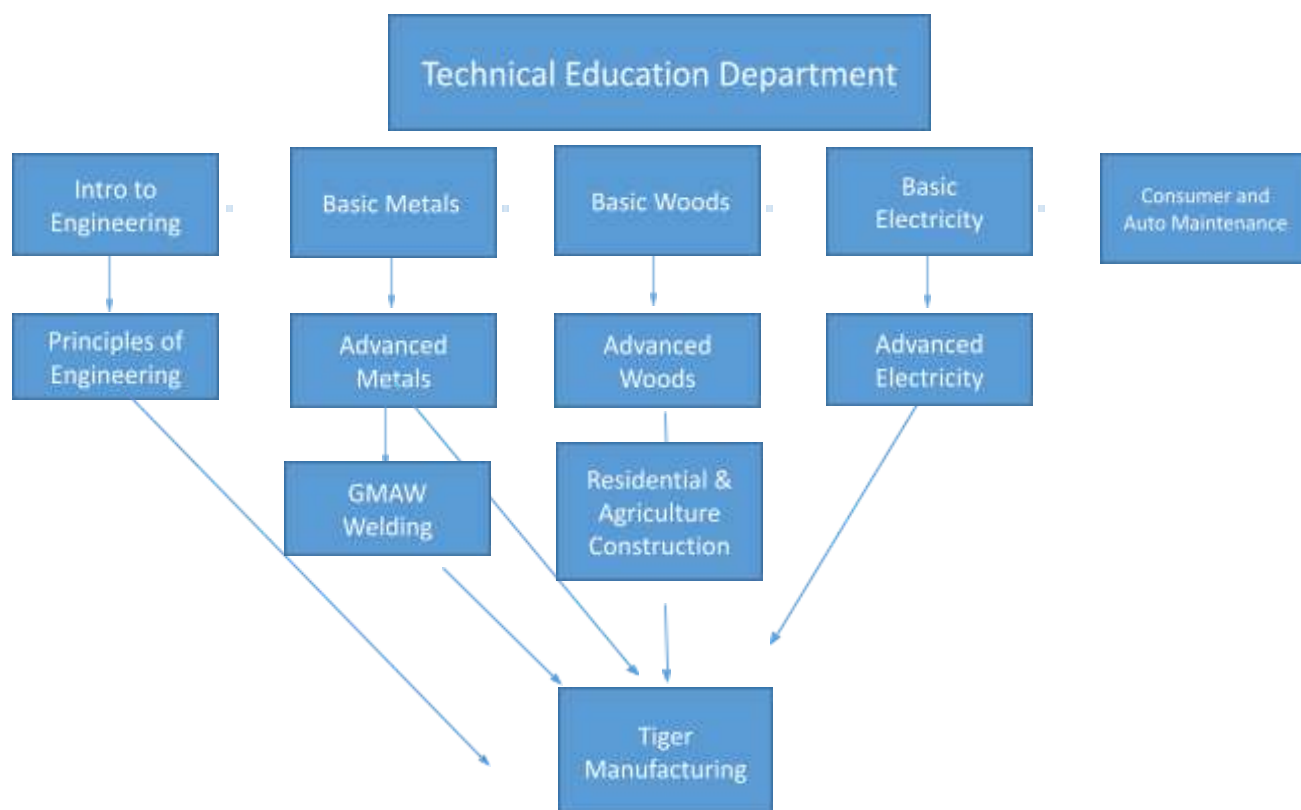 Technical Education Department
Intro to
Engineering
Basic Metals
Basic Woods
Basic
Electricity
Consumer and
Auto Maintenance
Principles of
Engineering
Advanced
Metals
Advanced
Woods
Advanced
Electricity
GMAW
Welding
Residential &
Agriculture
Construction
Tiger
Manufacturing